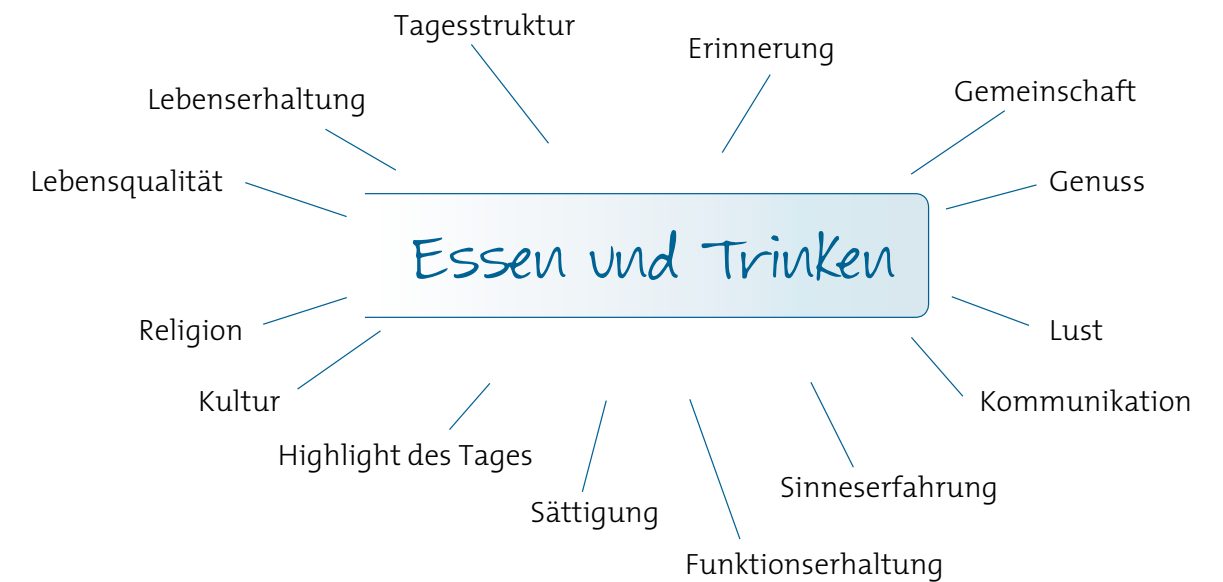 Tagesstruktur
Erinnerung
Gemeinschaft
Lebenserhaltung
Lebensqualität
Genuss
Essen und Trinken
Religion
Lust
Kultur
Kommunikation
Highlight des Tages
Sinneserfahrung
Sättigung
Funktionserhaltung